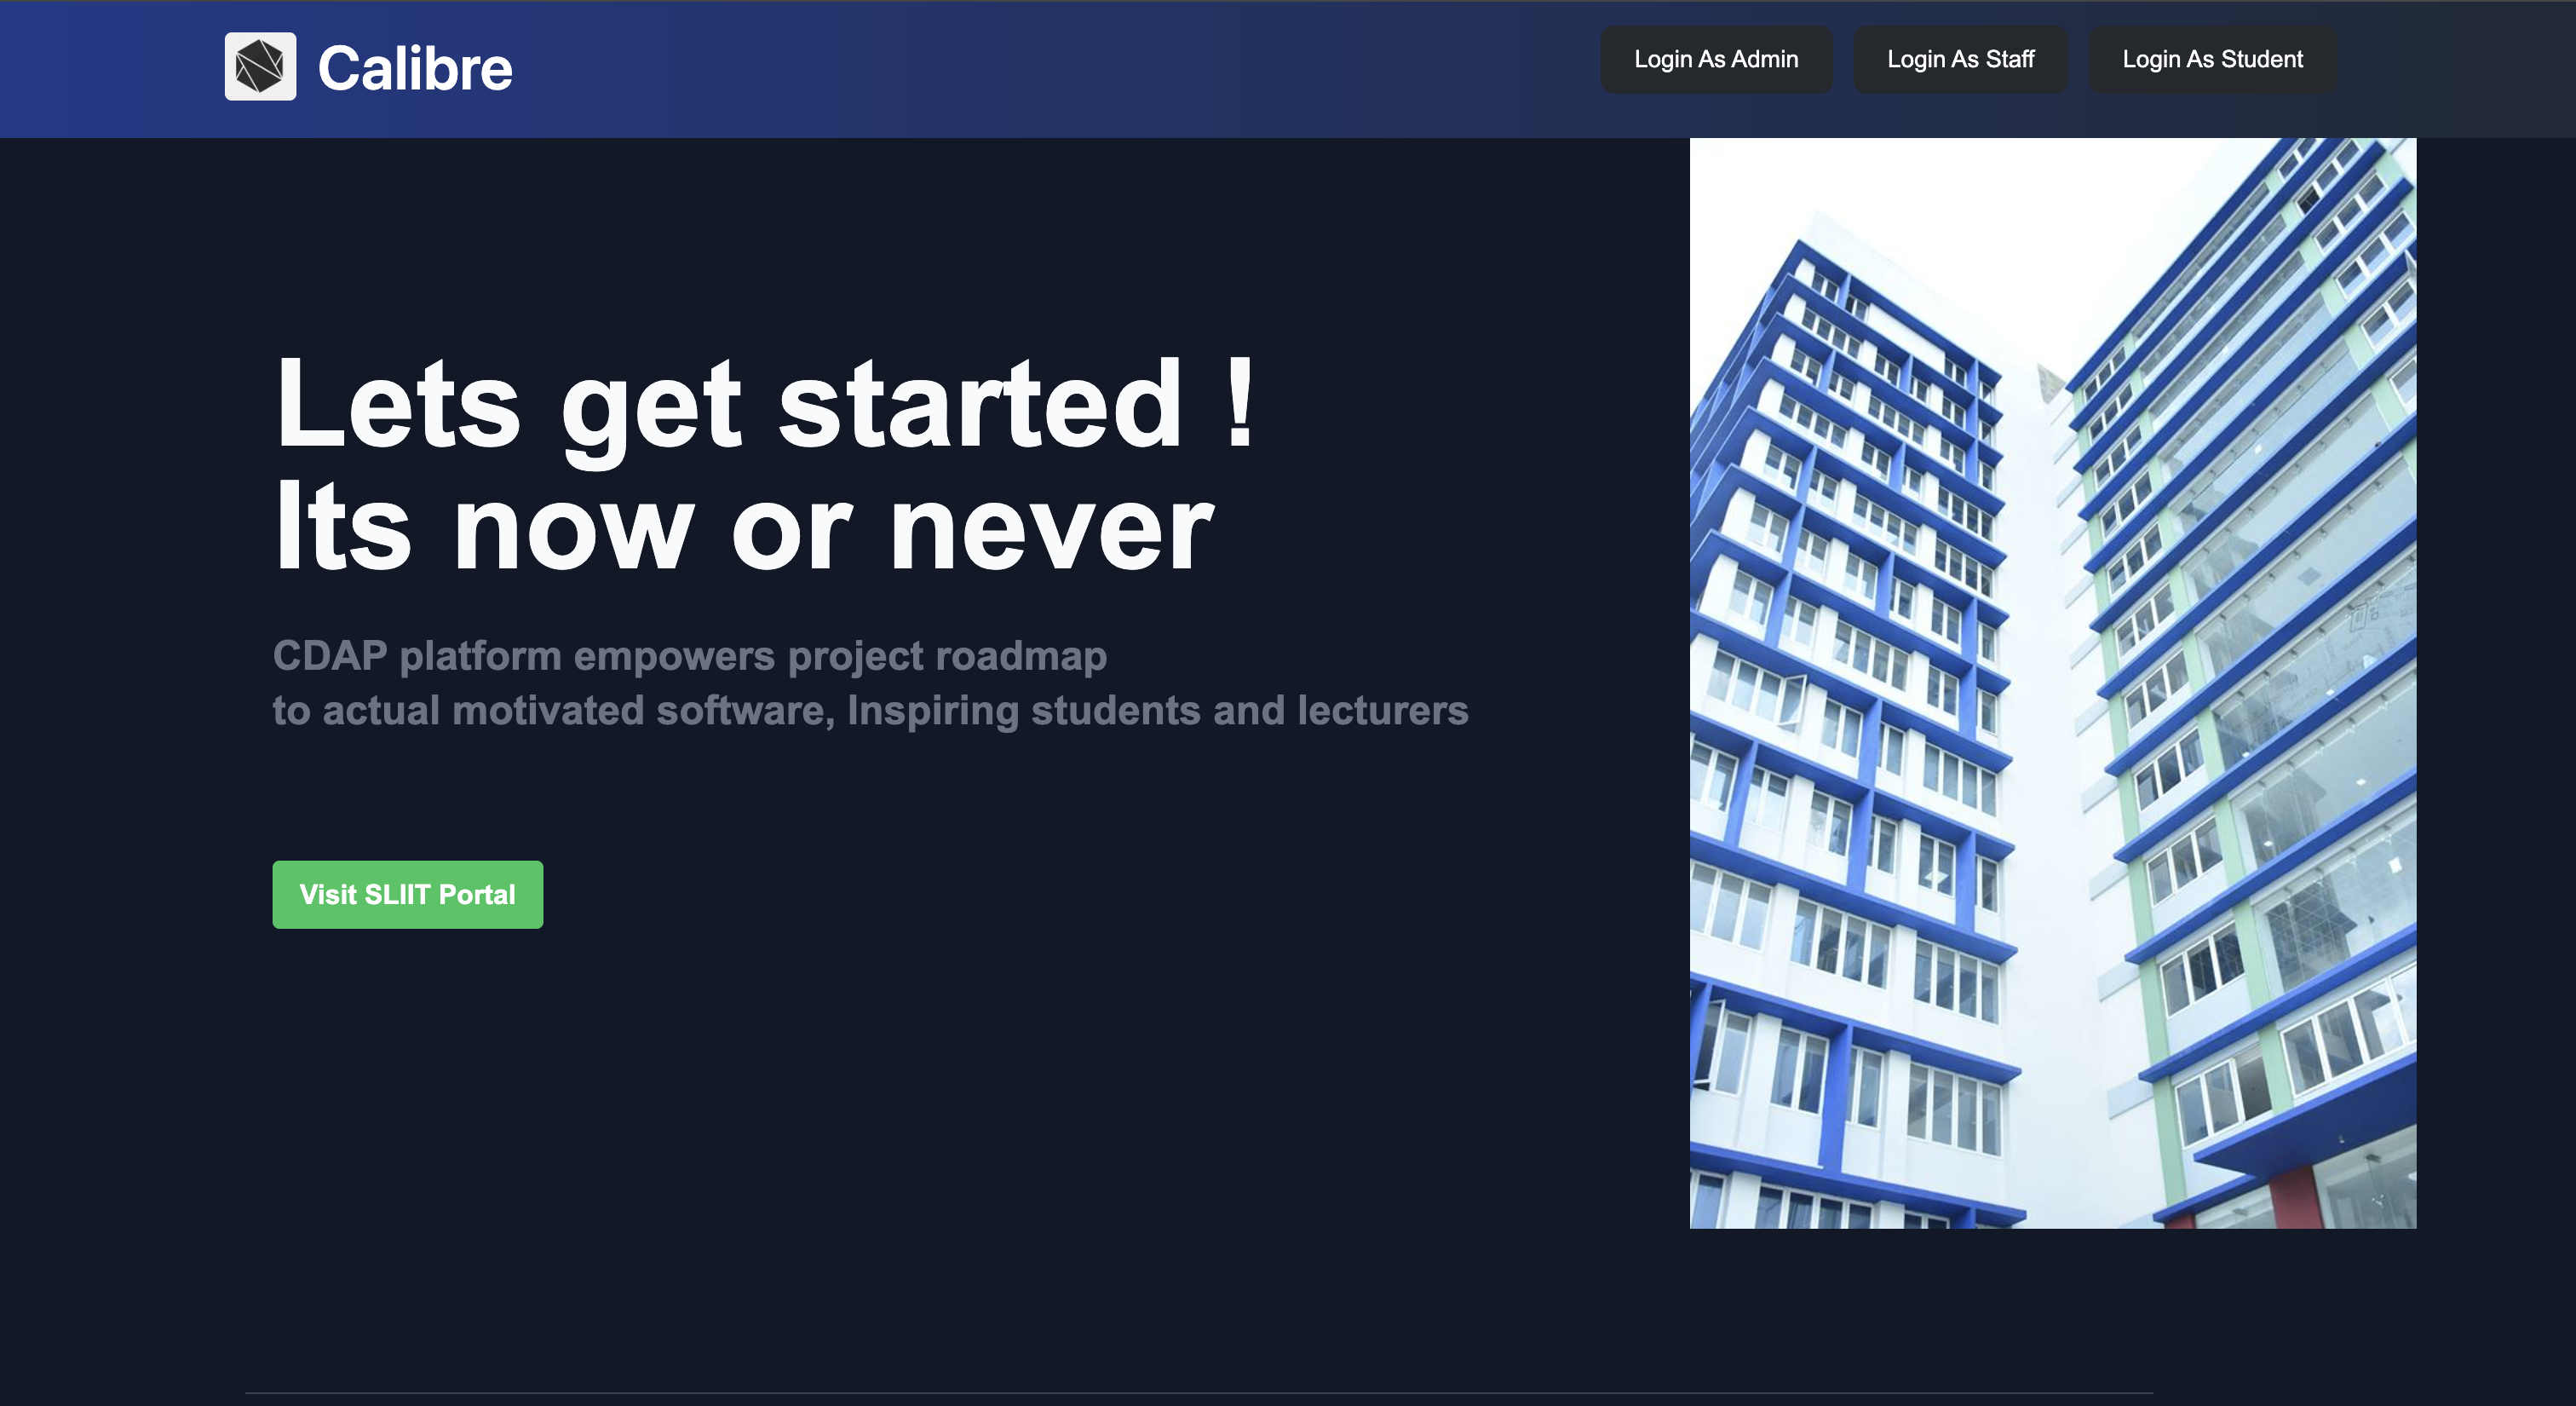 Calibre
Login As Admin
Login As Staff
Login As Student
Lets get started !
Its now or never
CDAP platform empowers project roadmap
to actual motivated software, Inspiring students and lecturers
Visit SLIIT Portal